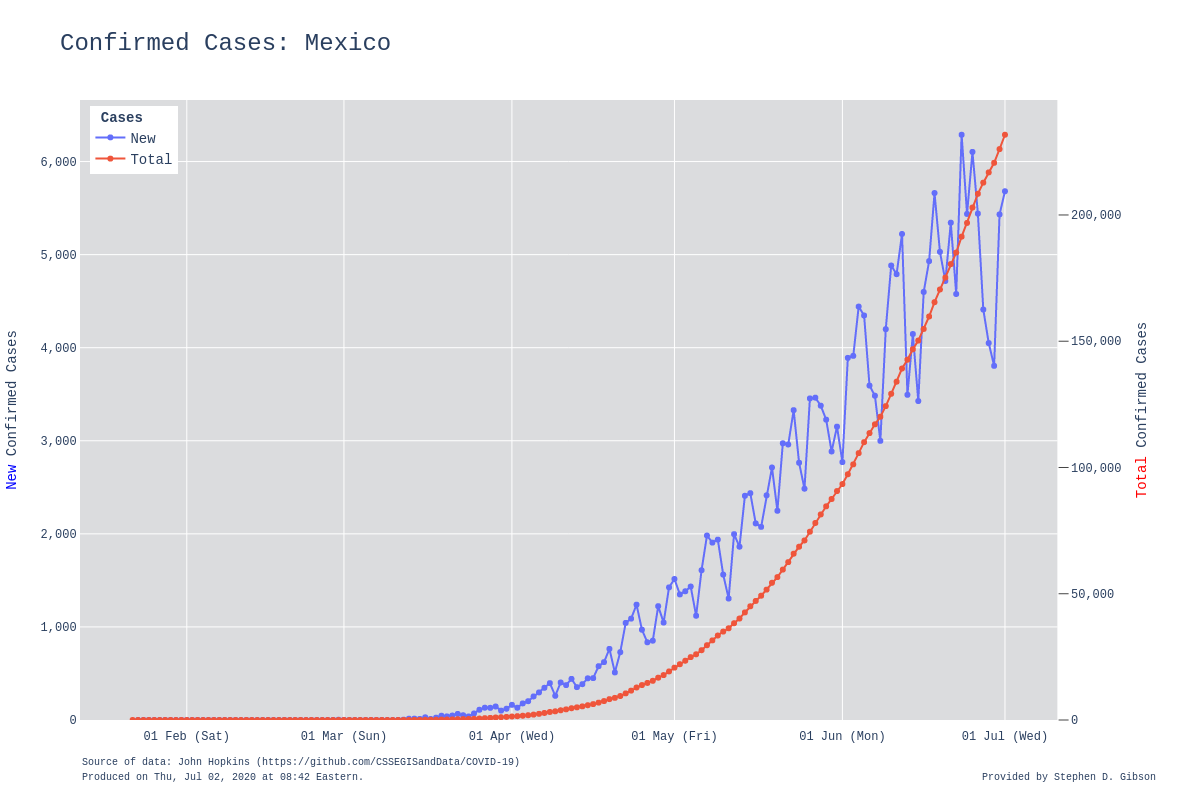 Confirmed Cases: Mexico
Cases
New
Total
6,000
5,000
4,000
3,000
2,000
1,000
0
200,000
150,000
100,000
50,000
0
New Confirmed Cases
Total Confirmed Cases
01 Feb (Sat)
01 Mar (Sun)
01 Apr (Wed)
01 May (Fri)
01 Jun (Mon)
01 Jul (Wed)
Source of data: John Hopkins (https://github.com/CSSEGISandData/COVID-19)
Produced on Thu, Jul 02, 2020 at 08:42 Eastern.
Provided by Stephen D. Gibson